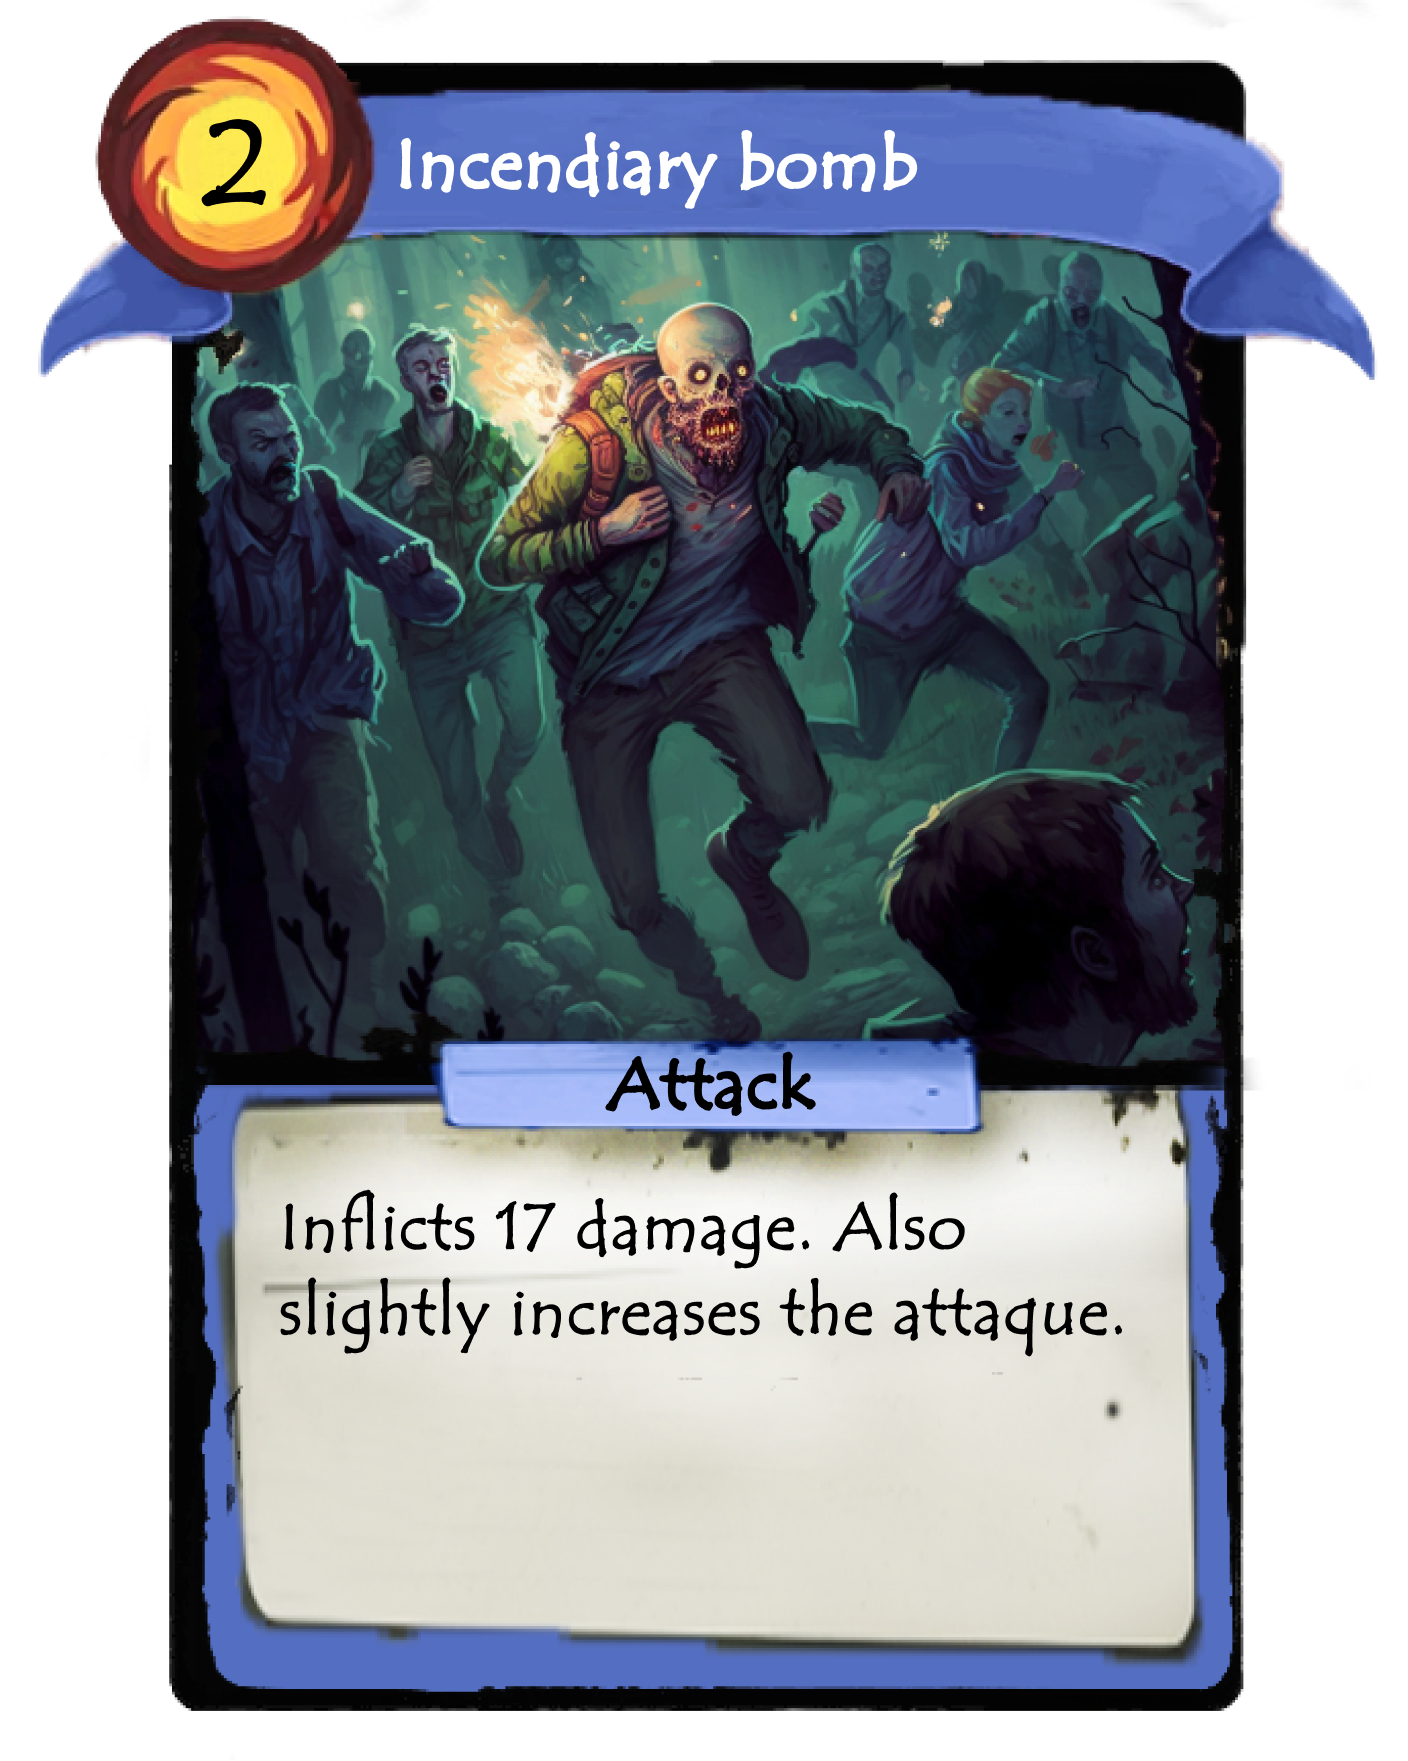 2
Incendiary bomb
Attack
Inflicts 17 damage. Also
slightly increases the attaque.